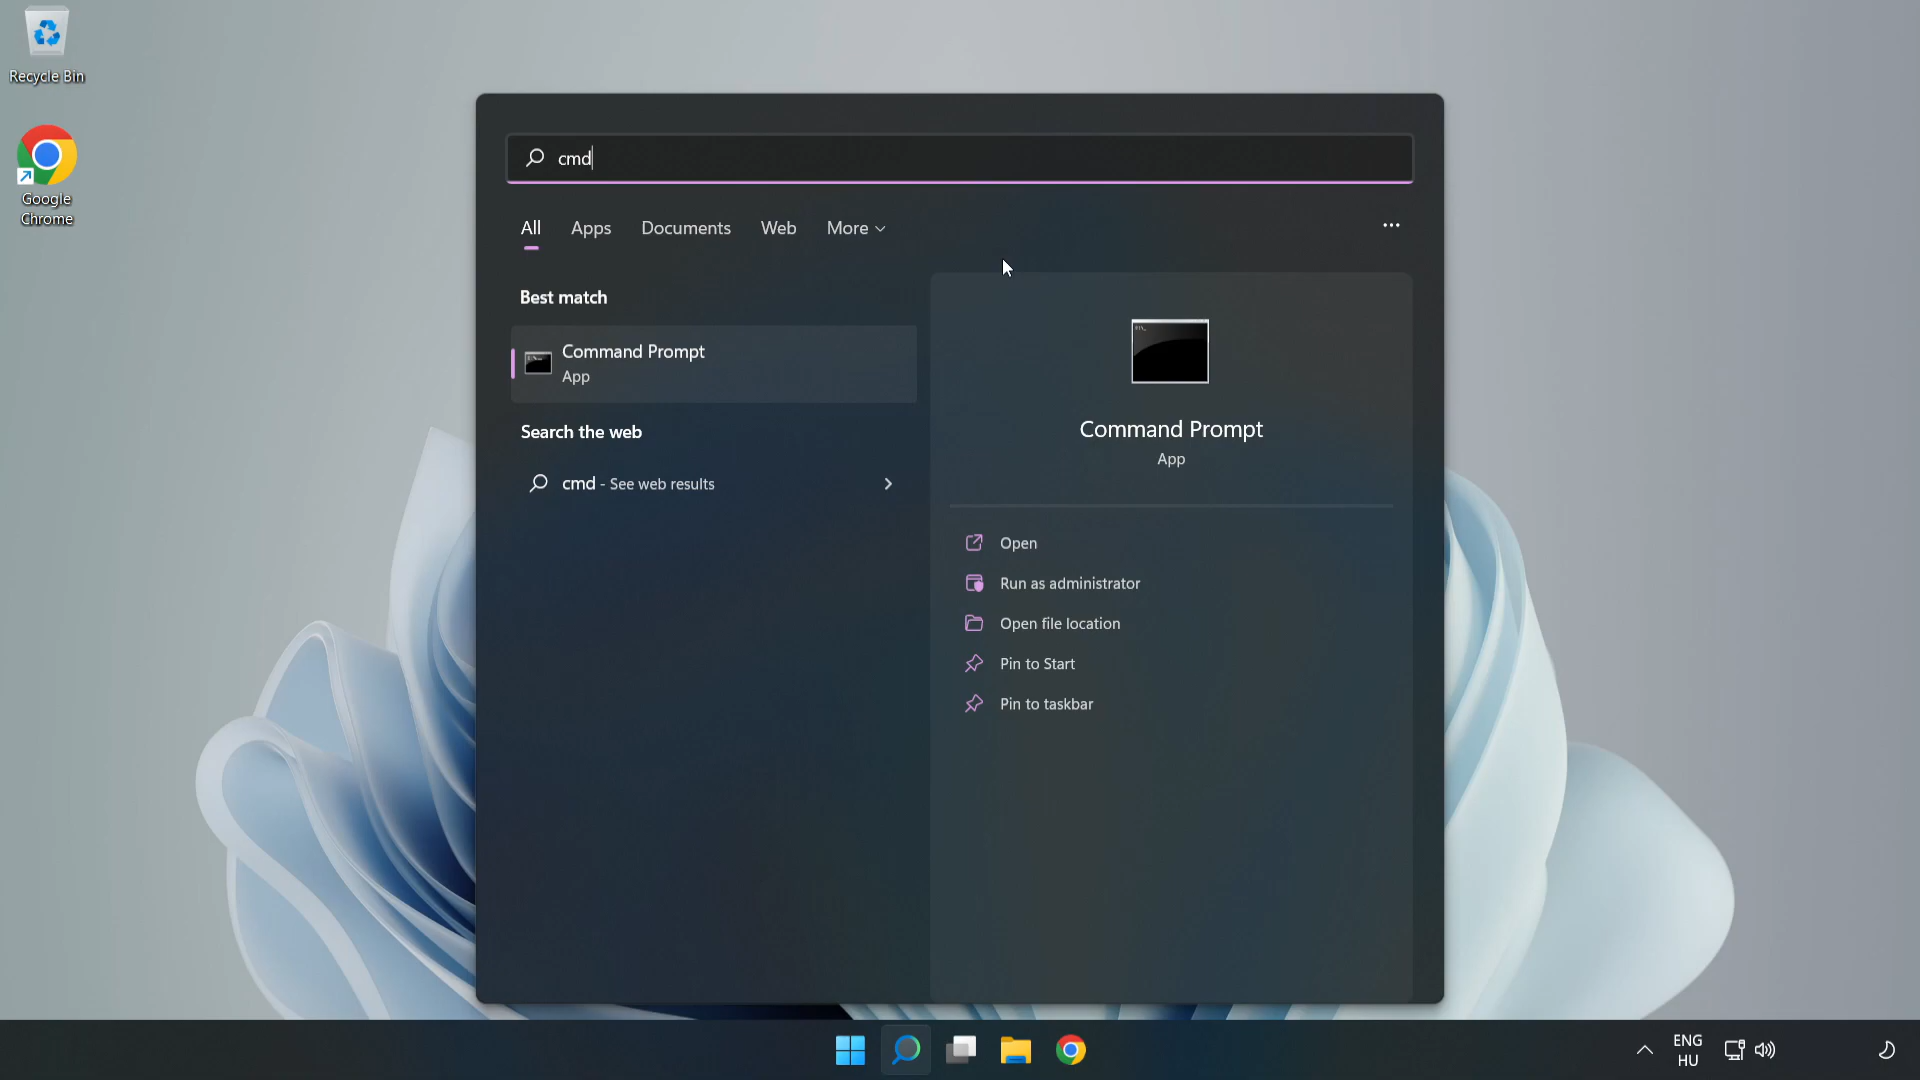 Recycle Bin
Google
Chrome
cmd
All
Apps
Documents
Web
More
Best match
Command Prompt
App
Search the web
cmd - See web results
Command Prompt
App
Open
Run as administrator
Open file location
Pin to Start
Pin to taskbar
ENG
HU